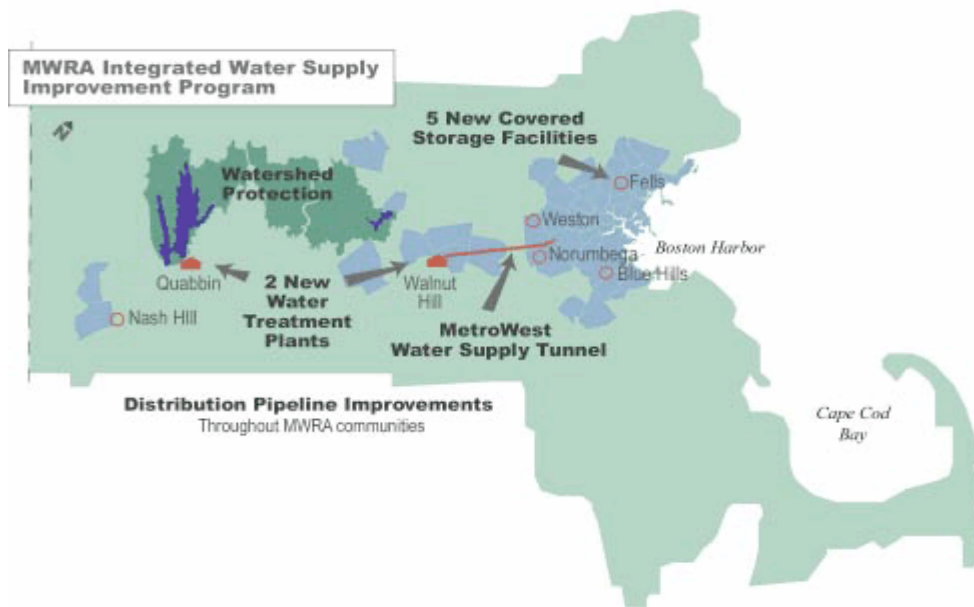 MWRA Integrated Water Supply
Improvement Program
N
5 New Covered
Storage Facilities
Watershed
Protection
Fells
Weston
Norumbega
Boston Harbor
Blue Hills
Quabbin
2 New
Water
Treatment
Plants
Walnut
Hill
Nash Hill
MetroWest
Water Supply Tunnel
Distribution Pipeline Improvements
Throughout MWRA communities
Cape Cod
Bay